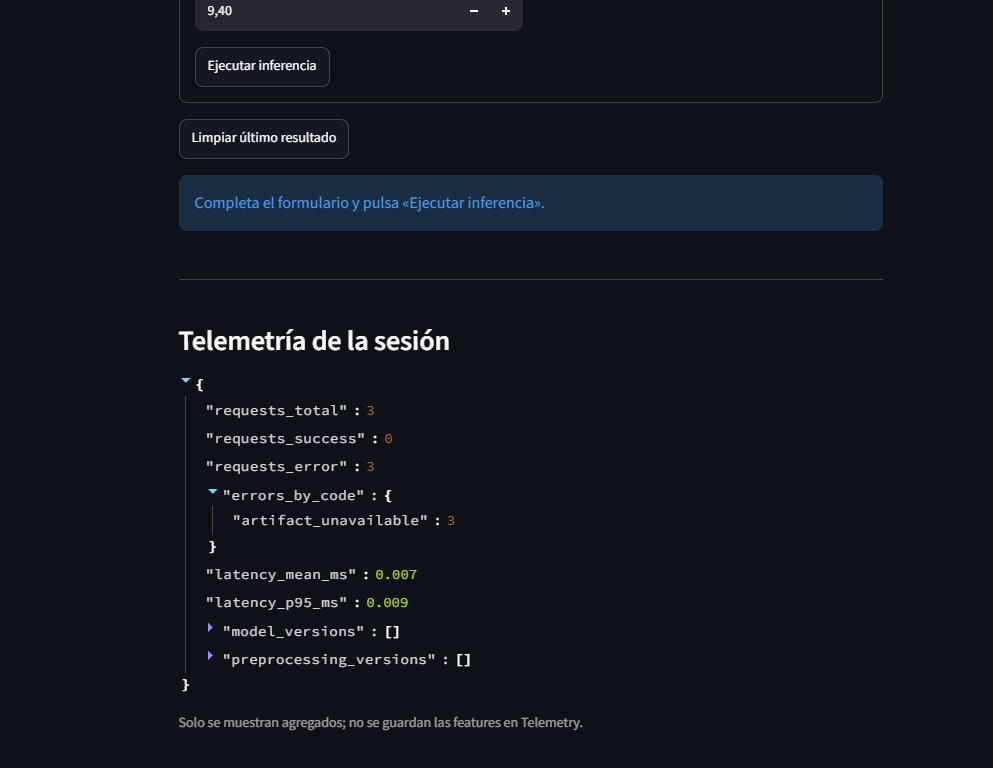 9,40
Ejecutar inferencia
Limpiar último resultado
Completa el formulario y pulsa «Ejecutar inferencia».
Telemetría de la sesión
{
"requests_total" : 3
"requests_success" : 0
"requests_error" : 3
"errors_by_code" : {
"artifact_unavailable" : 3
}
"latency_mean_ms" : 0.007
"latency_p95_ms" : 0.009
"model_versions" : []
"preprocessing_versions" : []
}
Solo se muestran agregados; no se guardan las features en Telemetry.